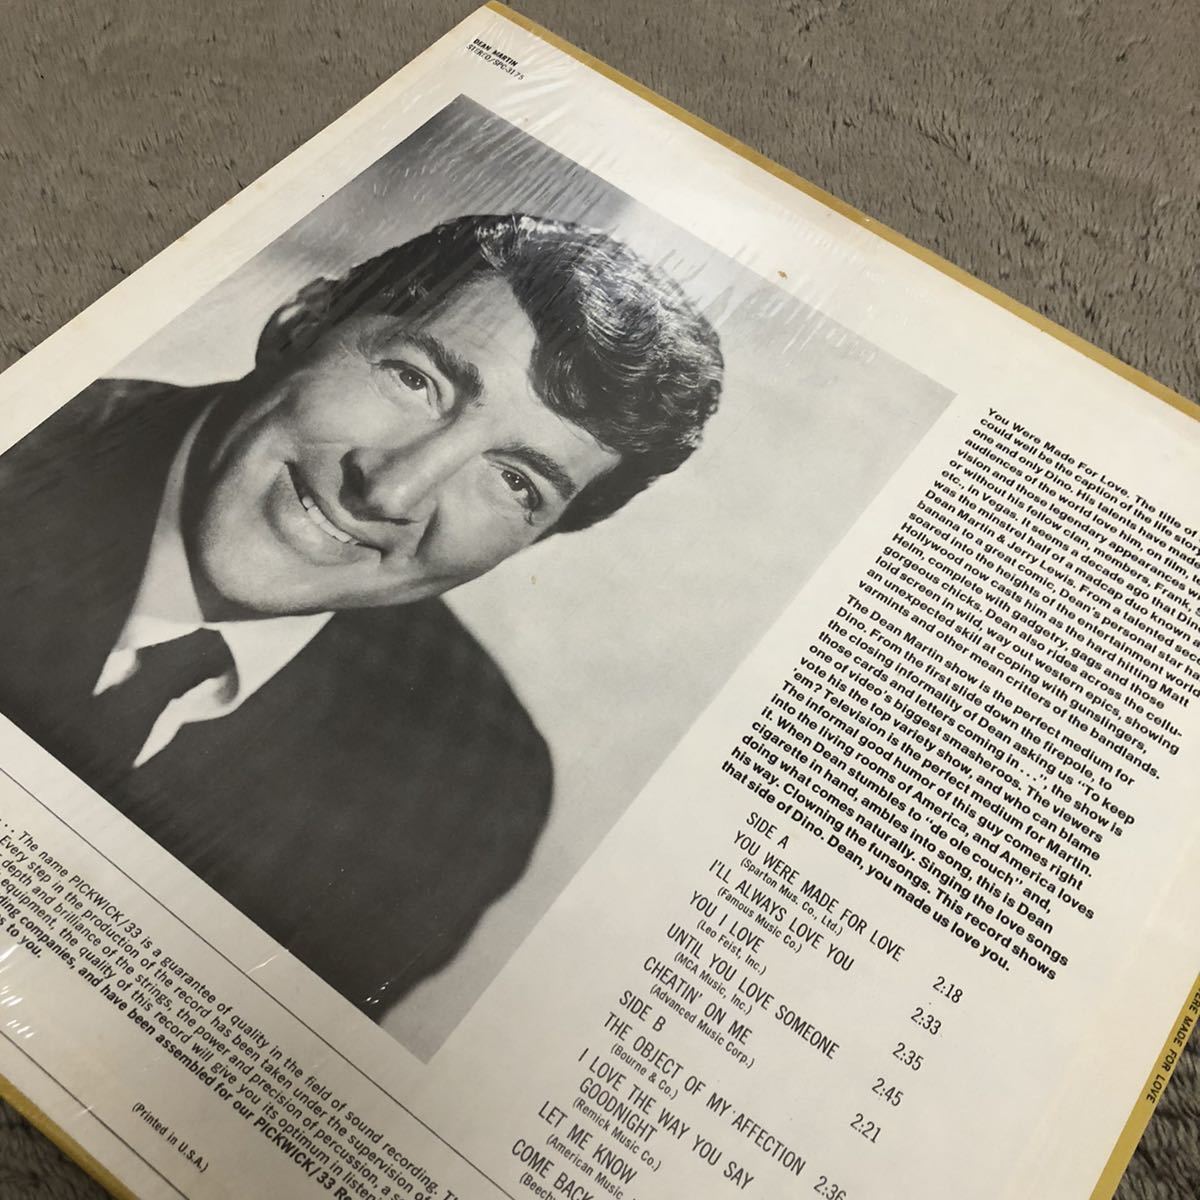 DEAN MARTIN
STEREO/SPC-3175
You Were Made For Love. The title of
could well be the caption of the life stor
one and only Dino. His talents have made
audiences of the world love him, on film,
vision and those legendary appearances
or without his fellow clan, members. Frank,
etc., in Vegas. It seems a decade ago that
was the minstrel half of a madcap duo known
Dean Martin & Jerry Lewis. From a talented sec
banana to a great comic, Dean's personal star ha
soared into the heights of the entertainment world
Hollywood now casts him as the hard hitting Matt
Helm, complete with gadgetry, gags and those
gorgeous chicks. Dean also rides across the cellu-
loid screen in wild, way out western epics, showing
an unexpected skill at coping with gunslingers,
varmints and other mean critters of the bandlands.
The Dean Martin show is the perfect medium for
Dino. From the first slide down the firepole, to
the closing informality of Dean asking us "To keep
those cards and letters coming in . . .", the show is
one of video's biggest smasheroos. The viewers
vote his the top variety show, and who can blame
'em? Television is the perfect medium for Martin.
The informal good humor of this guy comes right
into the living rooms of America, and America loves
it. When Dean stumbles to "de ole couch" and,
cigarette in hand, ambles into song, this is Dean
doing what comes naturally. Singing the love songs
his way. Clowning the funsongs. This record shows
that side of Dino. Dean, you made us love you.
SIDE A
YOU WERE MADE FOR LOVE 2:18
(Sparton Mus. Co., Ltd.)
I'LL ALWAYS LOVE YOU 2:33
(Famous Music Co.)
YOU I LOVE 2:35
(Leo Feist, Inc.)
UNTIL YOU LOVE SOMEONE 2:45
(MCA Music, Inc.)
CHEATIN' ON ME 2:21
(Advanced Music Corp.)
SIDE B
THE OBJECT OF MY AFFECTION 2:36
(Bourne & Co.)
I LOVE THE WAY YOU SAY
GOODNIGHT
(Remick Music Co.)
LET ME KNOW
(American Music
COME BACK
(Beechw
. . . The name PICKWICK/33 is a guarantee of quality in the field of sound recording. Th
Every step in the production of the record has been taken under the supervision of
depth and brilliance of the strings, the power and precision of percussion, a s
equipment, the quality of this record will give you its optimum in listen
ding companies, and have been assembled for our PICKWICK/33 Re
s to you.
(Printed in U.S.A.)
RE MADE FOR LOVE